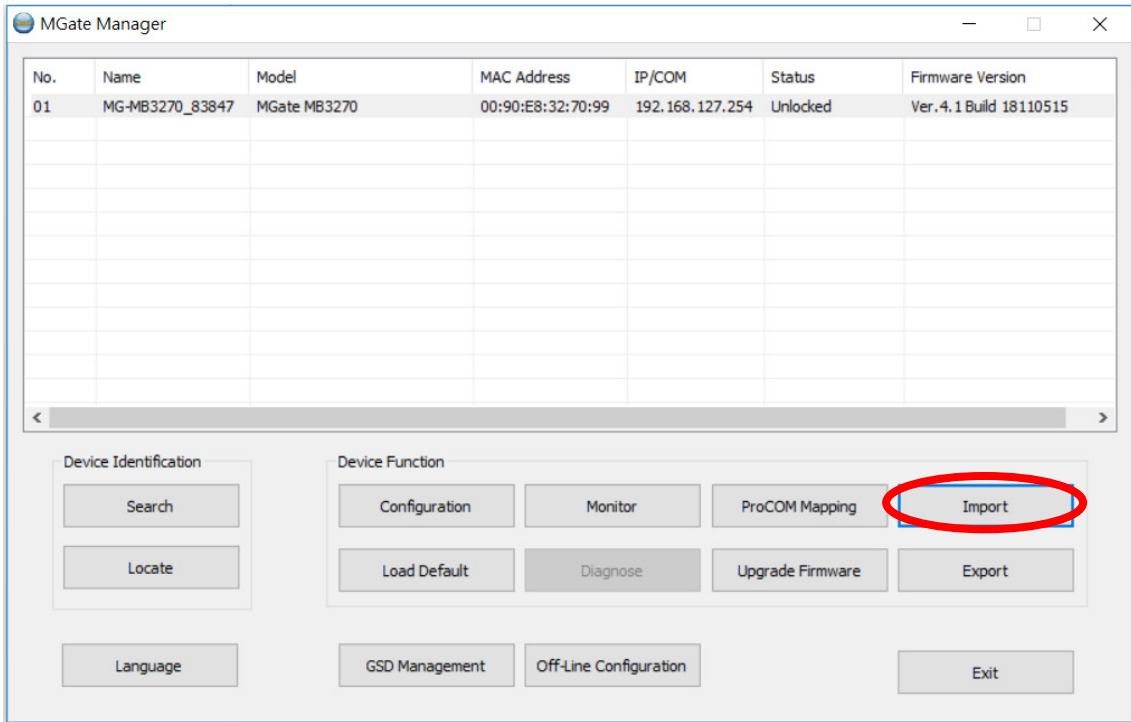 MGate Manager
No. Name Model MAC Address IP/COM Status Firmware Version
01 MG-MB3270_83847 MGate MB3270 00:90:E8:32:70:99 192.168.127.254 Unlocked Ver.4.1 Build 18110515
Device Identification Device Function
Search Configuration Monitor ProCOM Mapping Import
Locate Load Default Diagnose Upgrade Firmware Export
Language GSD Management Off-Line Configuration Exit